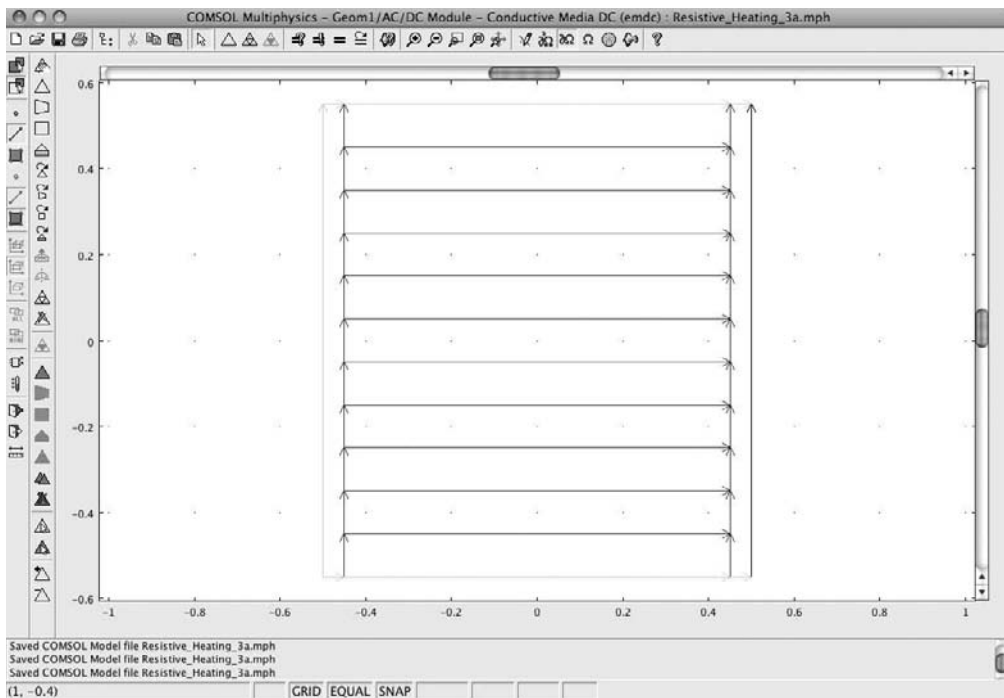 COMSOL Multiphysics – Geom1/AC/DC Module – Conductive Media DC (emdc) : Resistive_Heating_3a.mph
0.6
0.4
0.2
0
-0.2
-0.4
-0.6
-1 -0.8 -0.6 -0.4 -0.2 0 0.2 0.4 0.6 0.8 1
Saved COMSOL Model file Resistive_Heating_3a.mph
Saved COMSOL Model file Resistive_Heating_3a.mph
Saved COMSOL Model file Resistive_Heating_3a.mph
(1, -0.4) GRID EQUAL SNAP